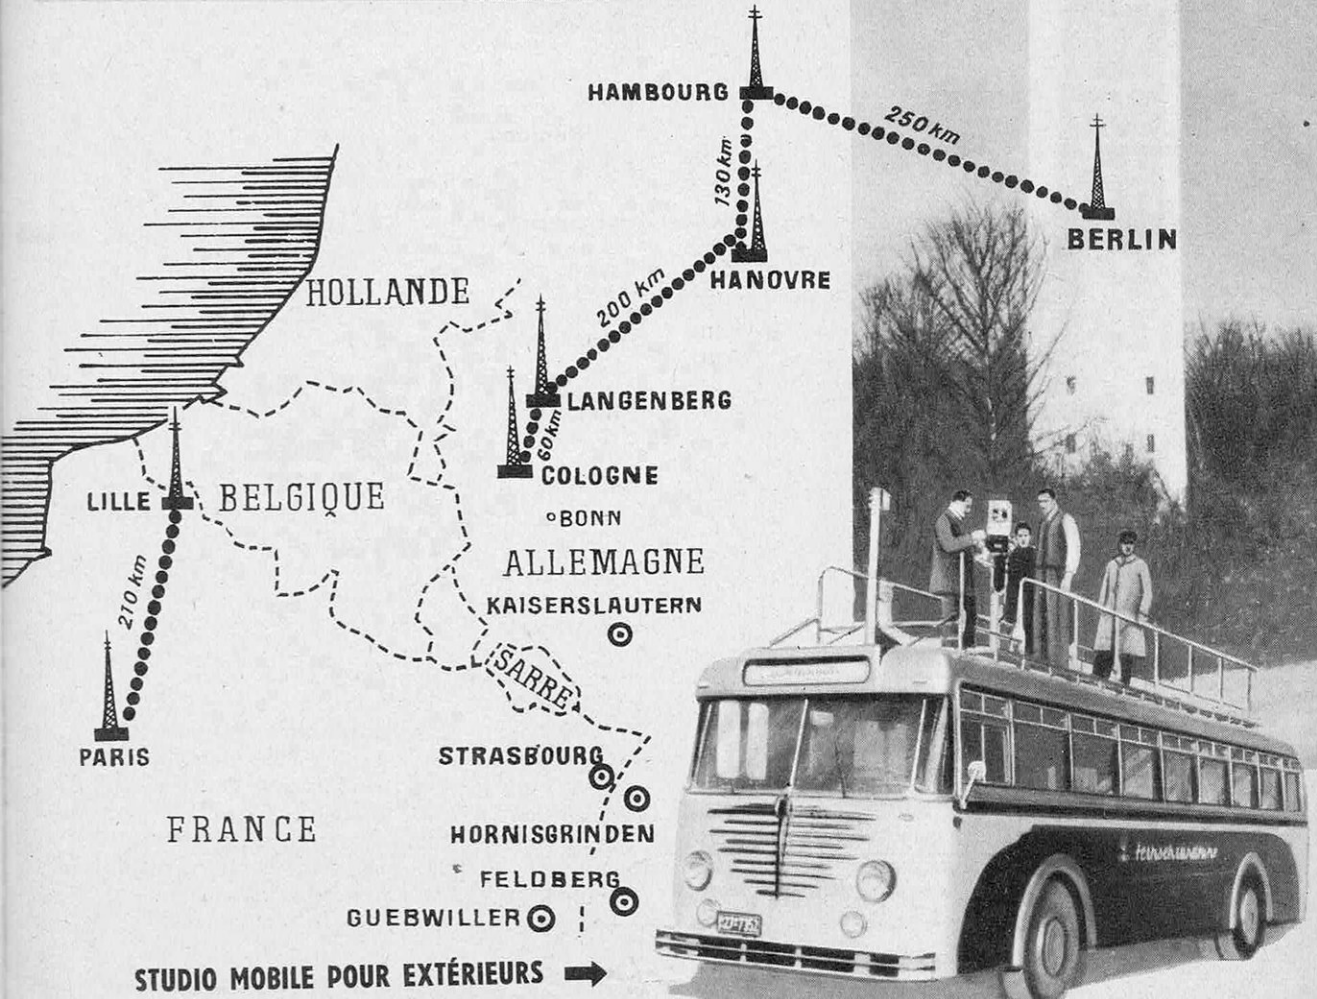 HAMBOURG
250 km
130 km
BERLIN
HANOVRE
HOLLANDE
200 km
LANGENBERG
60 km
COLOGNE
LILLE
BELGIQUE
BONN
ALLEMAGNE
210 km
KAISERSLAUTERN
SARRE
PARIS
STRASBOURG
FRANCE
HORNISGRINDEN
FELDBERG
GUEBWILLER
STUDIO MOBILE POUR EXTÉRIEURS